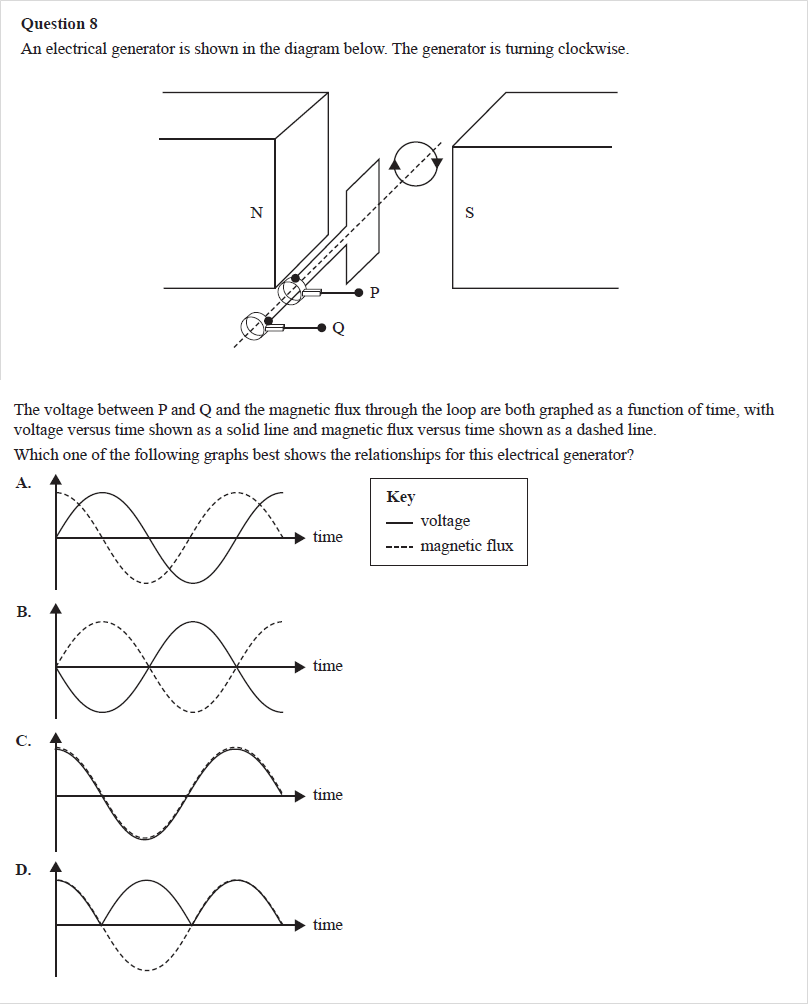 Question 8
An electrical generator is shown in the diagram below. The generator is turning clockwise.
N
S
P
Q
The voltage between P and Q and the magnetic flux through the loop are both graphed as a function of time, with
voltage versus time shown as a solid line and magnetic flux versus time shown as a dashed line.
Which one of the following graphs best shows the relationships for this electrical generator?
A.
time
Key
voltage
magnetic flux
B.
time
C.
time
D.
time